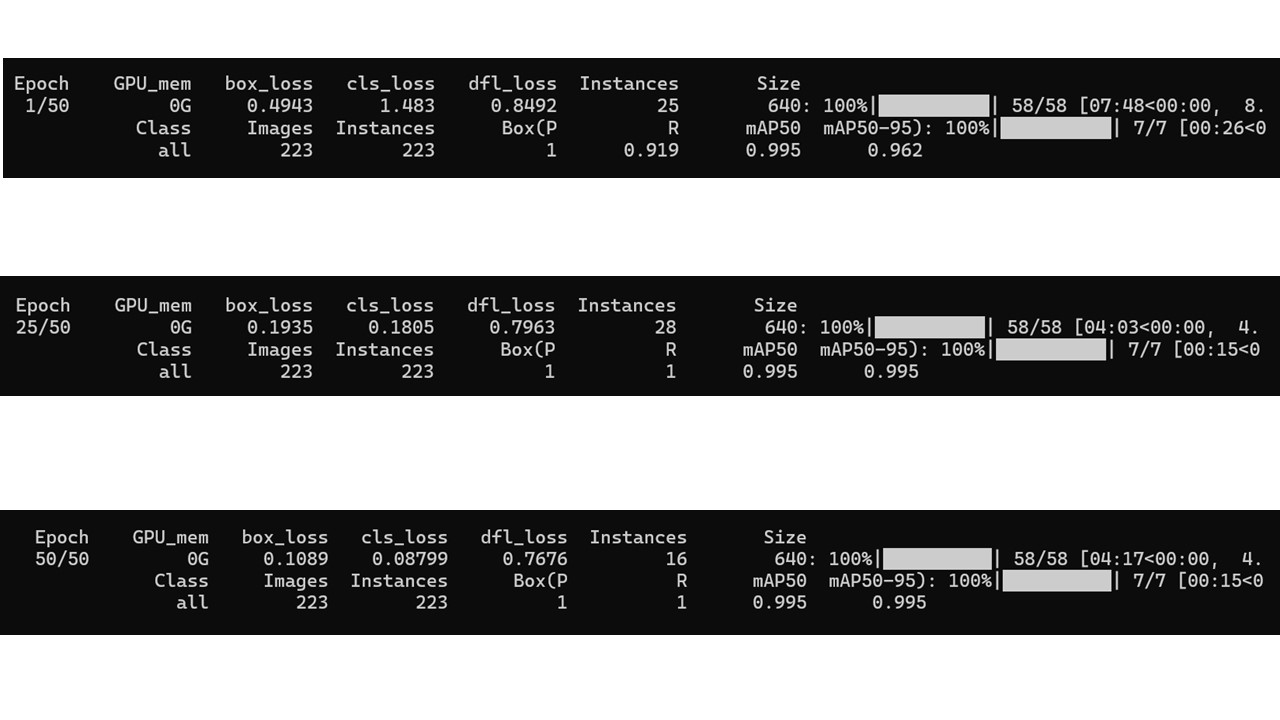 Epoch GPU_mem box_loss cls_loss dfl_loss Instances Size
1/50 0G 0.4943 1.483 0.8492 25 640: 100%|██████████| 58/58 [07:48<00:00, 8.
Class Images Instances Box(P R mAP50 mAP50-95): 100%|██████████| 7/7 [00:26<0
all 223 223 1 0.919 0.995 0.962
Epoch GPU_mem box_loss cls_loss dfl_loss Instances Size
25/50 0G 0.1935 0.1805 0.7963 28 640: 100%|██████████| 58/58 [04:03<00:00, 4.
Class Images Instances Box(P R mAP50 mAP50-95): 100%|██████████| 7/7 [00:15<0
all 223 223 1 1 0.995 0.995
Epoch GPU_mem box_loss cls_loss dfl_loss Instances Size
50/50 0G 0.1089 0.08799 0.7676 16 640: 100%|██████████| 58/58 [04:17<00:00, 4.
Class Images Instances Box(P R mAP50 mAP50-95): 100%|██████████| 7/7 [00:15<0
all 223 223 1 1 0.995 0.995